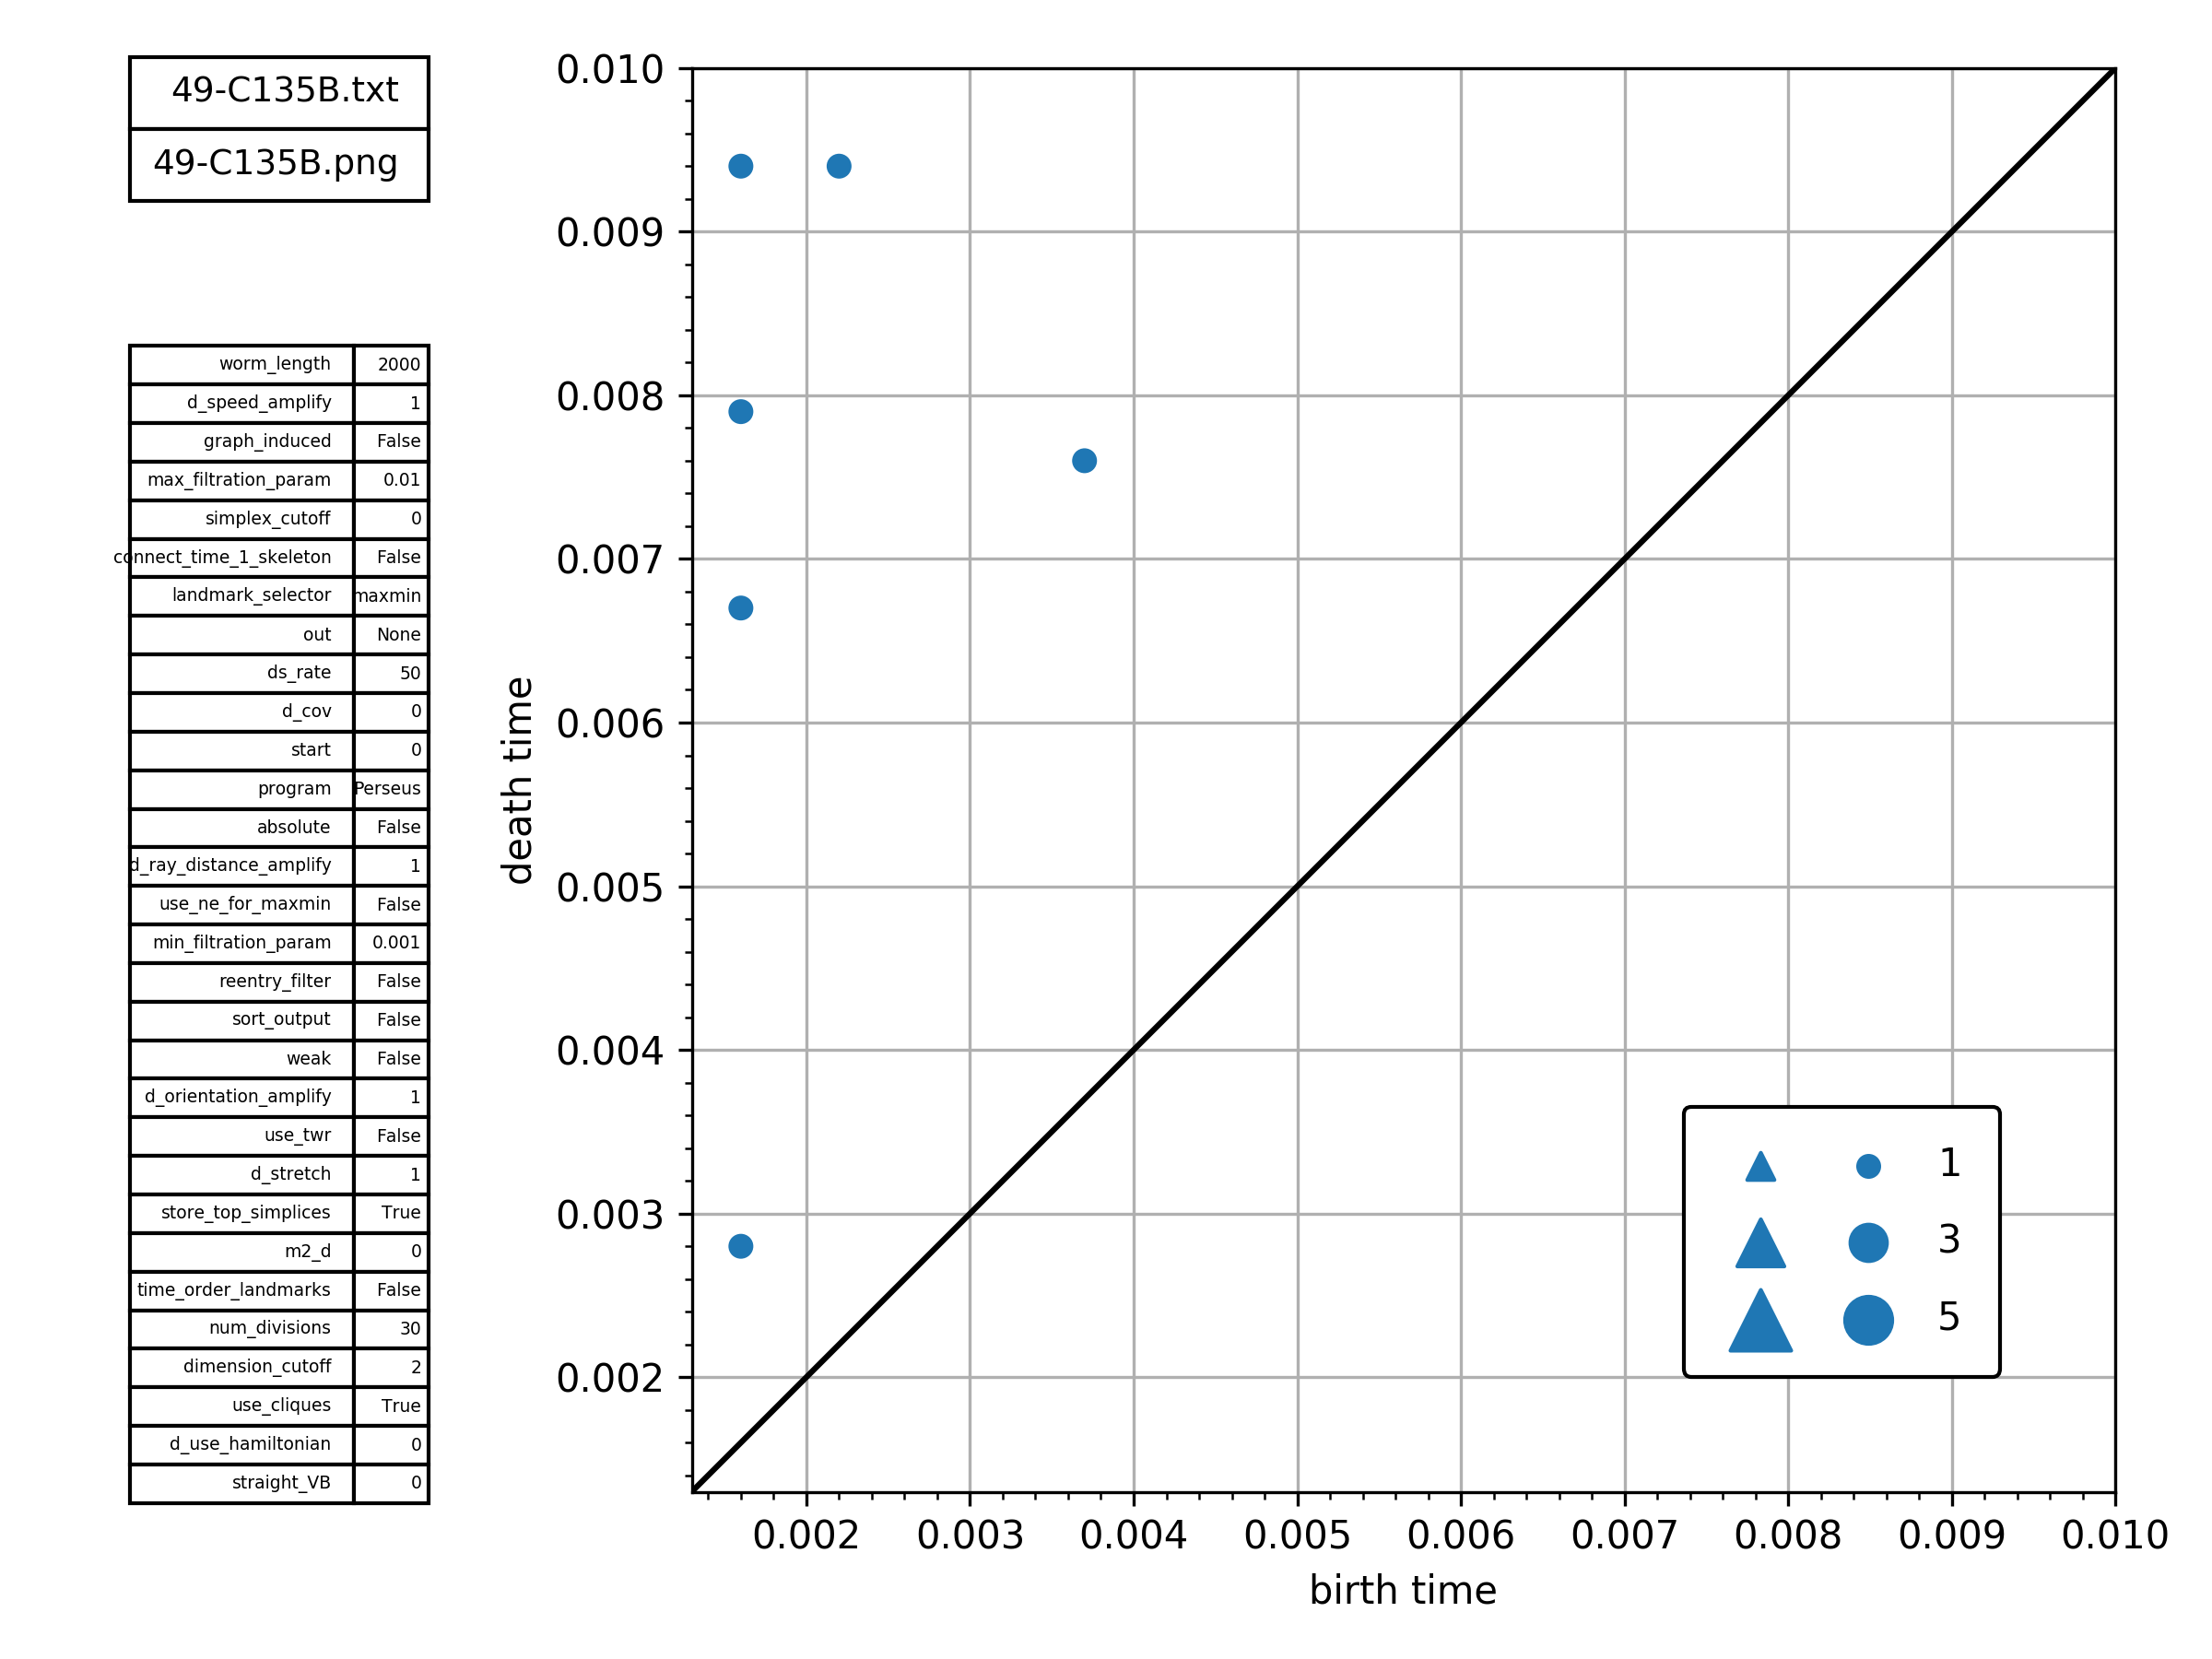 49-C135B.txt
49-C135B.png
worm_length 2000
d_speed_amplify 1
graph_induced False
max_filtration_param 0.01
simplex_cutoff 0
connect_time_1_skeleton False
landmark_selector maxmin
out None
ds_rate 50
d_cov 0
start 0
program Perseus
absolute False
d_ray_distance_amplify 1
use_ne_for_maxmin False
min_filtration_param 0.001
reentry_filter False
sort_output False
weak False
d_orientation_amplify 1
use_twr False
d_stretch 1
store_top_simplices True
m2_d 0
time_order_landmarks False
num_divisions 30
dimension_cutoff 2
use_cliques True
d_use_hamiltonian 0
straight_VB 0
death time
0.010
0.009
0.008
0.007
0.006
0.005
0.004
0.003
0.002
1
3
5
0.002 0.003 0.004 0.005 0.006 0.007 0.008 0.009 0.010
birth time